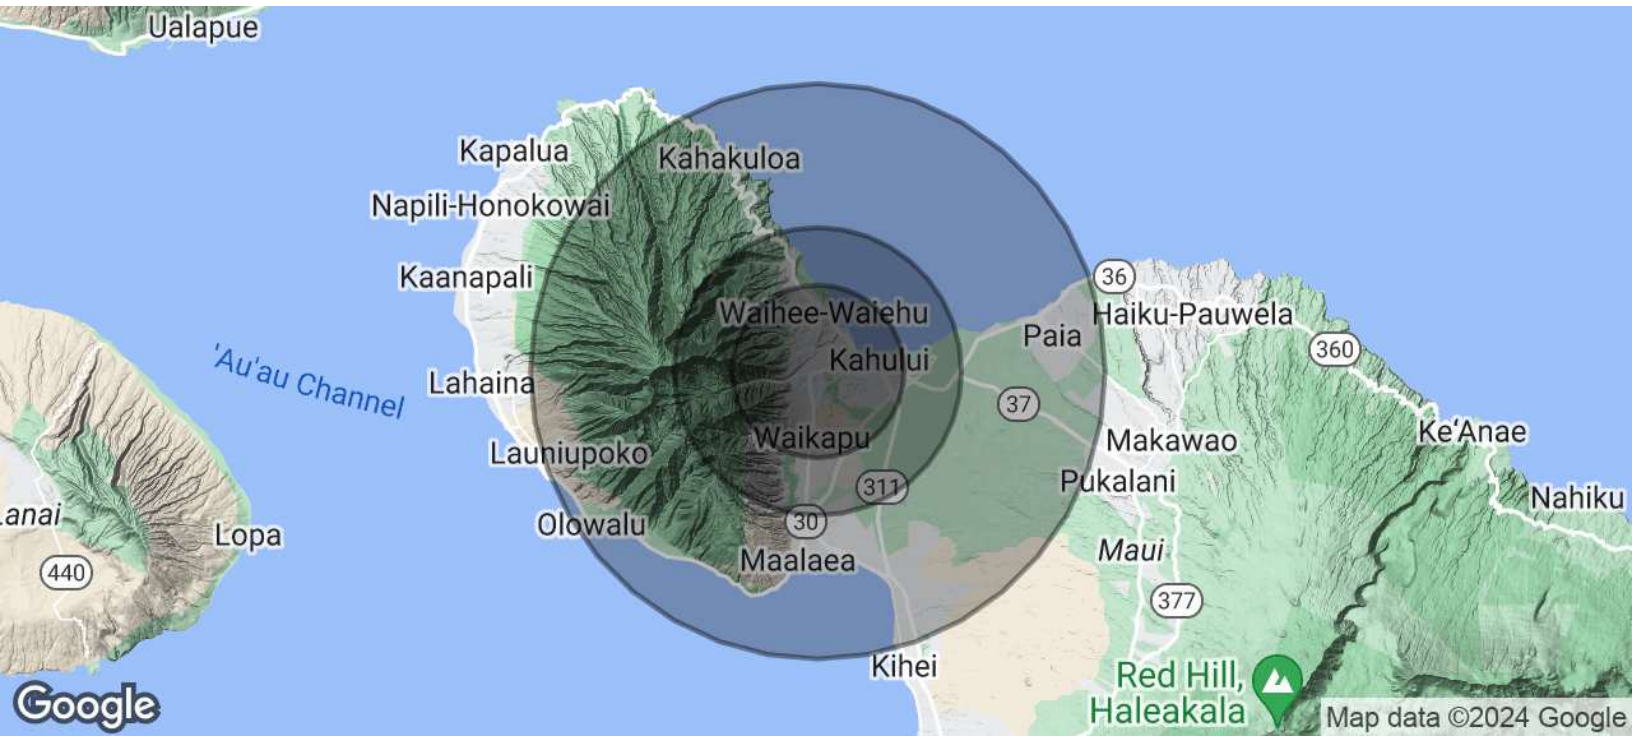 Ualapue
Kapalua
Kahakuloa
Napili-Honokowai
Kaanapali
36
Waihee-Waiehu
Haiku-Pauwela
Paia
360
'Au'au Channel
Kahului
Lahaina
37
Waikapu
Makawao
Ke'Anae
Launiupoko
Pukalani
311
Nahiku
Lanai
Olowalu
30
Lopa
Maui
Maalaea
440
377
Kihei
Red Hill,
Haleakala
Google
Map data ©2024 Google